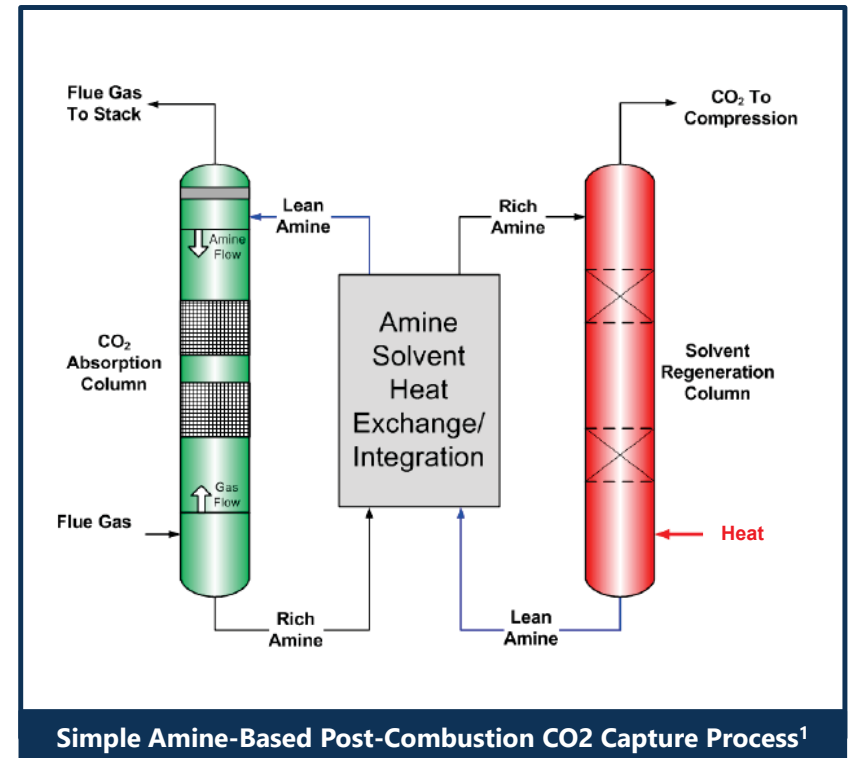 Flue Gas
To Stack
CO₂ To
Compression
Lean
Amine
Rich
Amine
Amine
Flow
Amine
Solvent
Heat
Exchange/
Integration
CO₂
Absorption
Column
Solvent
Regeneration
Column
Gas
Flow
Flue Gas
Heat
Rich
Amine
Lean
Amine
Simple Amine-Based Post-Combustion CO2 Capture Process¹